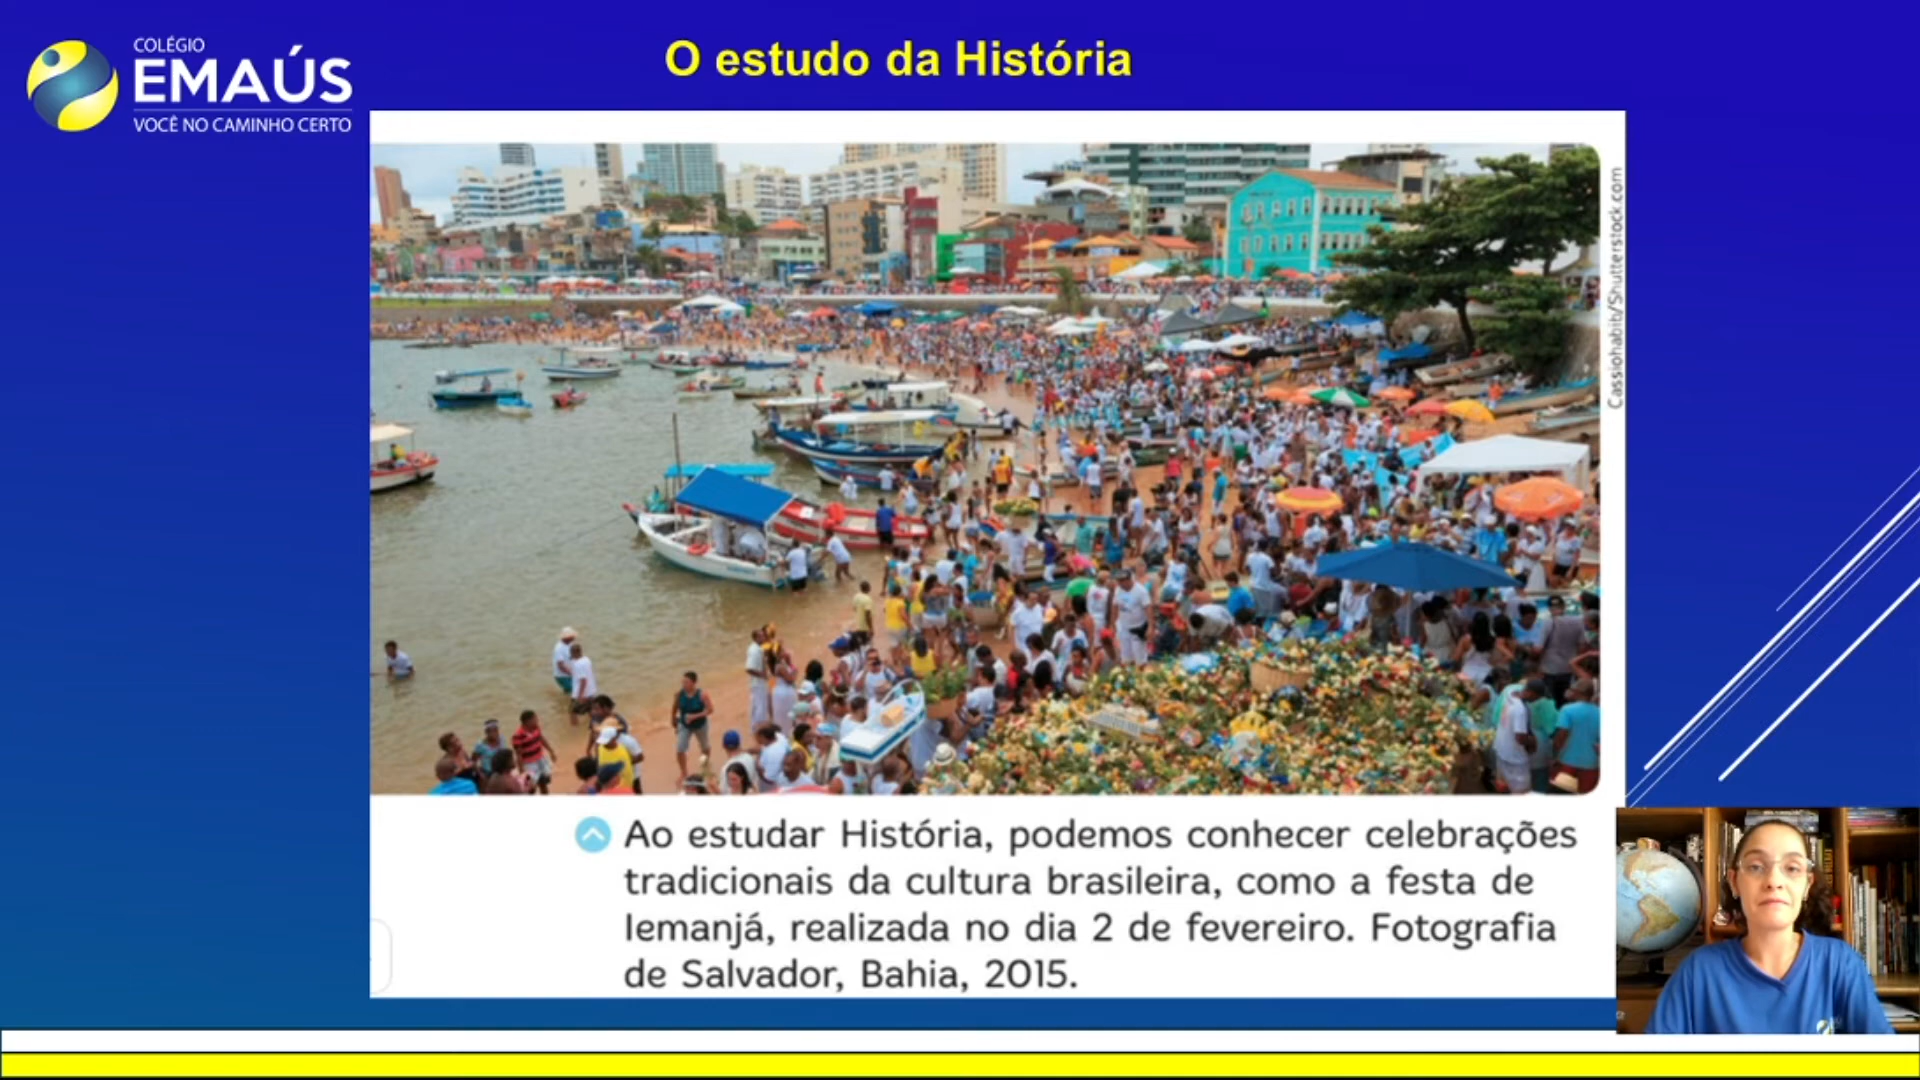 COLÉGIO
EMAÚS
VOCÊ NO CAMINHO CERTO
O estudo da História
Cassiohabib/Shutterstock.com
Ao estudar História, podemos conhecer celebrações
tradicionais da cultura brasileira, como a festa de
Iemanjá, realizada no dia 2 de fevereiro. Fotografia
de Salvador, Bahia, 2015.